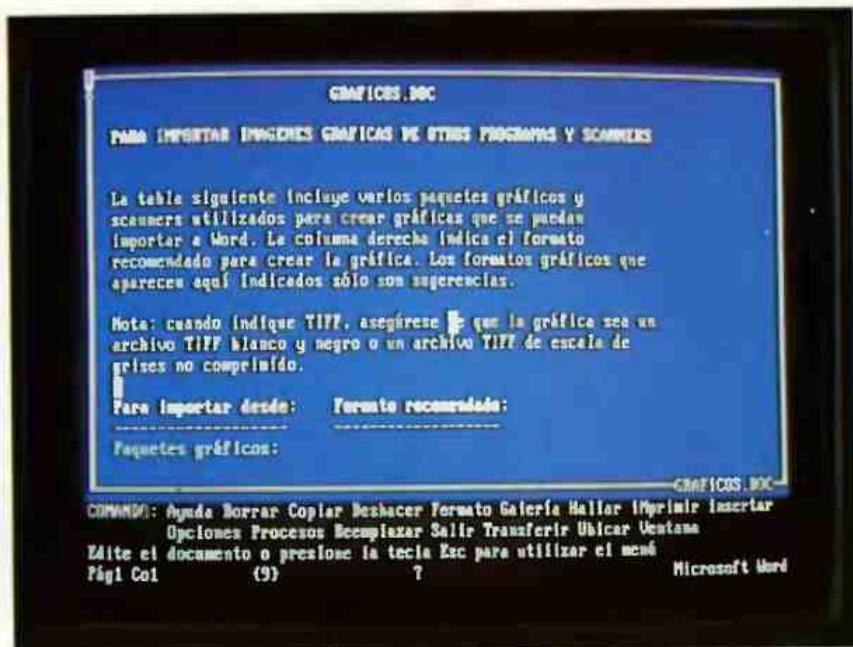 GRAFICOS.DOC
PARA IMPORTAR IMAGENES GRAFICAS DE OTROS PROGRAMAS Y SCANNERS
La tabla siguiente incluye varios paquetes gráficos y
scanners utilizados para crear gráficas que se puedan
importar a Word. La columna derecha indica el formato
recomendado para crear la gráfica. Los formatos gráficos que
aparecen aquí indicados sólo son sugerencias.
Nota: cuando indique TIFF, asegúrese de que la gráfica sea un
archivo TIFF blanco y negro o un archivo TIFF de escala de
grises no comprimido.
Para importar desde: Formato recomendado:
-------------------- --------------------
Paquetes gráficos:
GRAFICOS.DOC
COMANDO: Ayuda Borrar Copiar Deshacer Formato Galería Hallar iMprimir Insertar
Opciones Procesos Reemplazar Salir Transferir Ubicar Ventana
Edite el documento o presione la tecla Esc para utilizar el menú
Pág1 Co1 {9} ? Microsoft Word